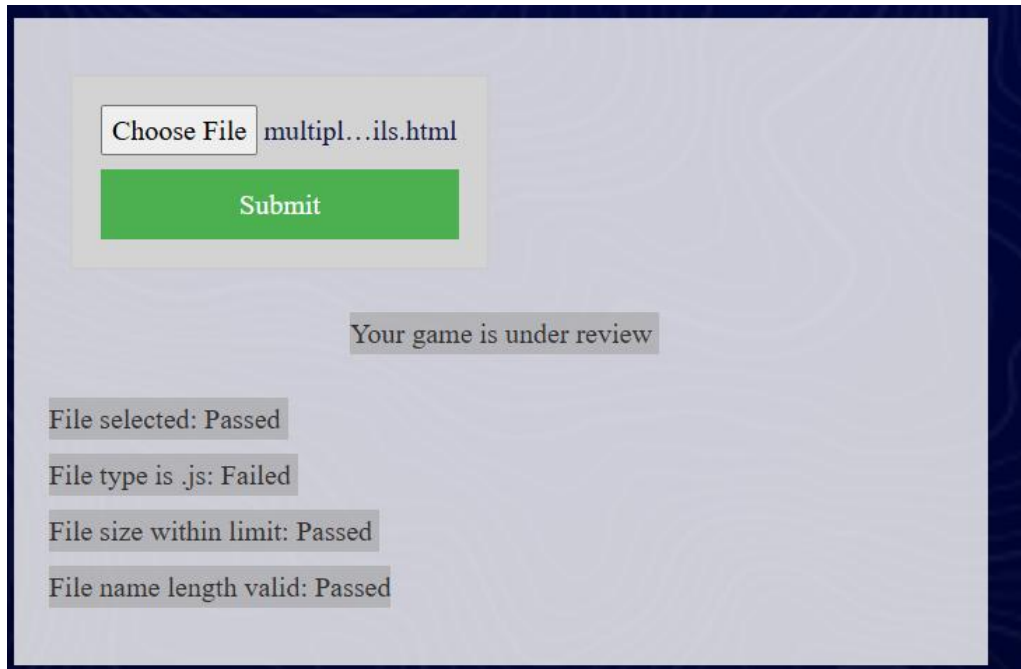 Choose File multipl…ils.html
Submit
Your game is under review
File selected: Passed
File type is .js: Failed
File size within limit: Passed
File name length valid: Passed